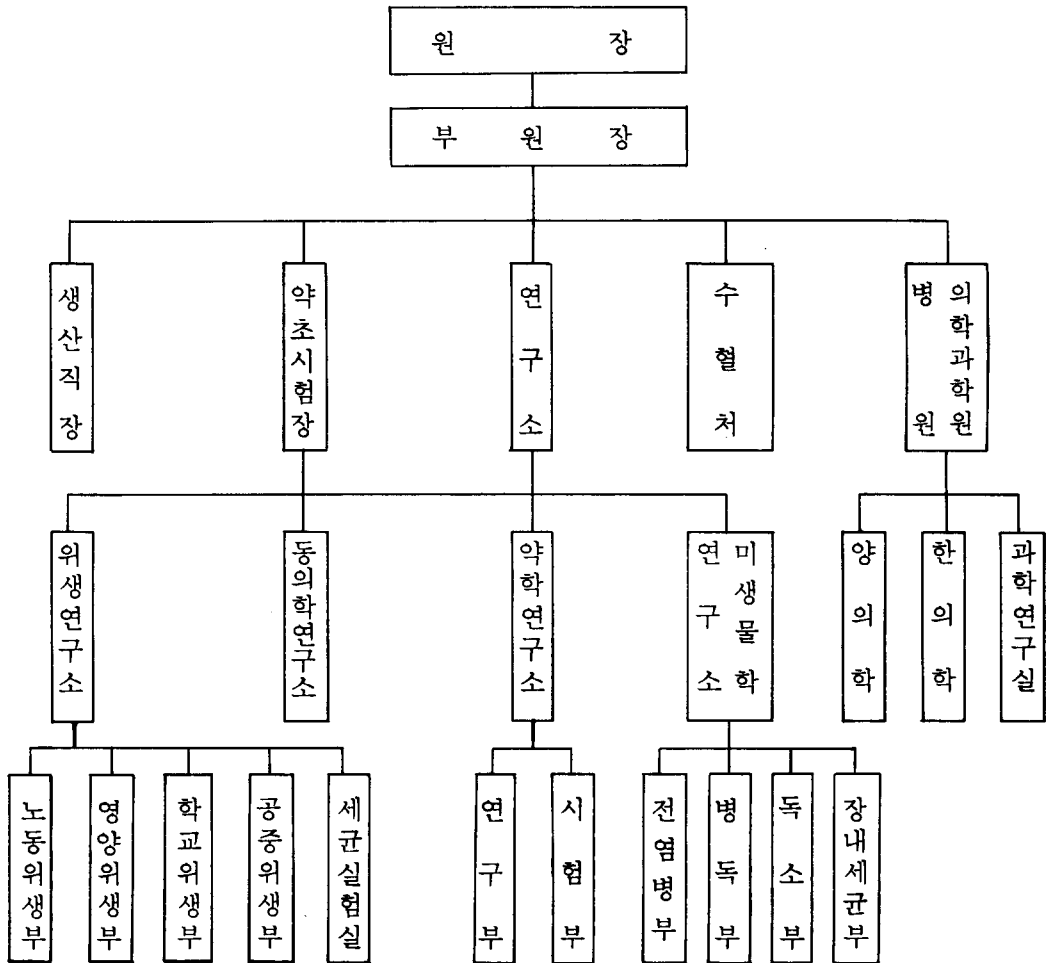 원장
부원장
생산직장
약초시험장
연구소
수혈처
의학과학원
병원
위생연구소
동의학연구소
약학연구소
미생물학
연구소
양의학
한의학
과학연구실
노동위생부
영양위생부
학교위생부
공중위생부
세균실험실
연구부
시험부
전염병부
병독부
독소부
장내세균부